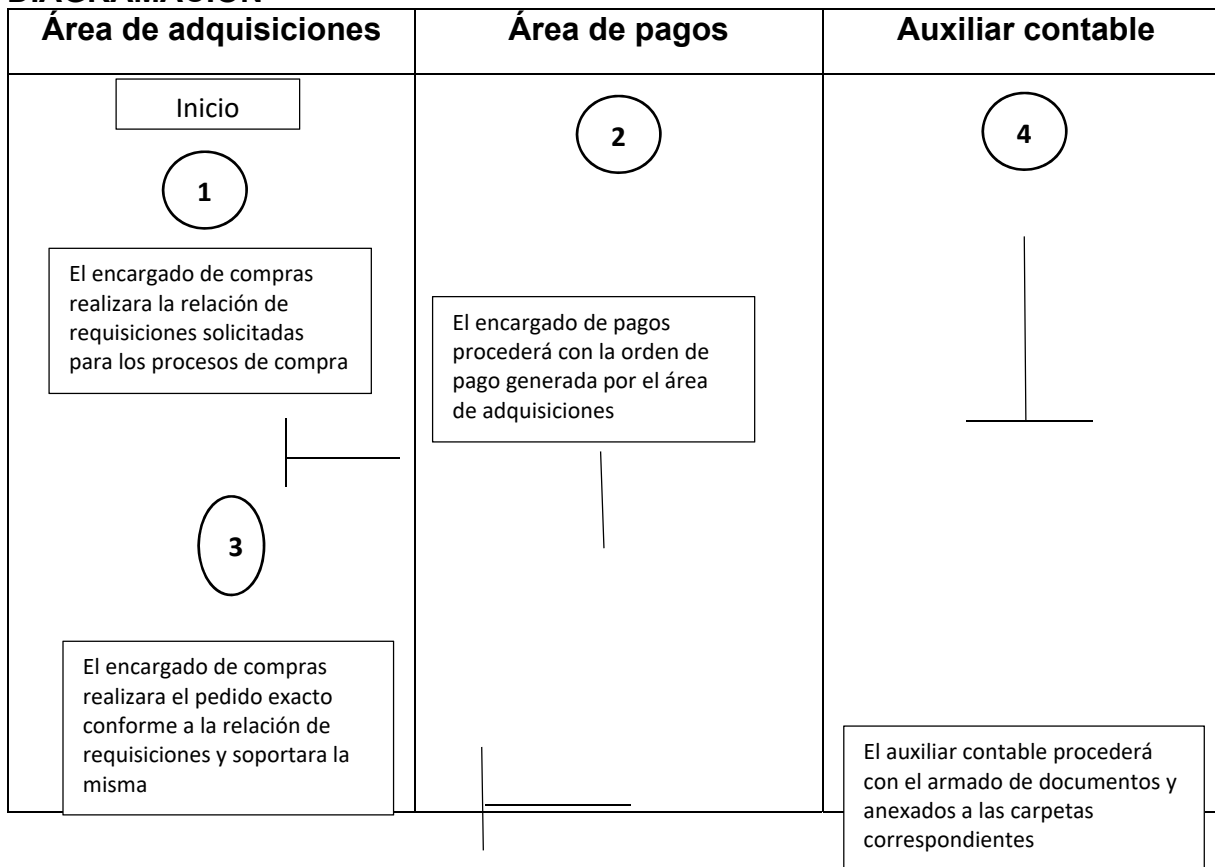 DIAGRAMACIÓN
Área de adquisiciones
Área de pagos
Auxiliar contable
Inicio
1
El encargado de compras
realizara la relación de
requisiciones solicitadas
para los procesos de compra
2
El encargado de pagos
procederá con la orden de
pago generada por el área
de adquisiciones
3
El encargado de compras
realizara el pedido exacto
conforme a la relación de
requisiciones y soportara la
misma
4
El auxiliar contable procederá
con el armado de documentos y
anexados a las carpetas
correspondientes